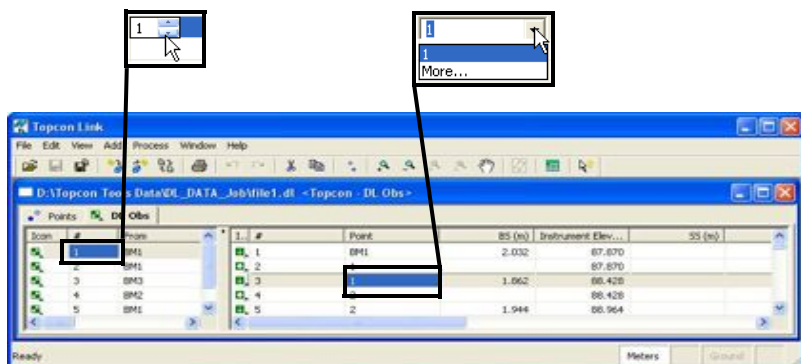 1
1
1
More...
Topcon Link
File Edit View Add Process Window Help
D:\Topcon Tools Data\DL_DATA_Job\file1.dl <Topcon - DL Obs>
Points DL Obs
Icon # From
1 BM1
2 BM1
3 BM3
4 BM2
5 BM1
I.. # Point BS (m) Instrument Elev... SS (m)
1 BM1 2.032 87.870
2 87.870
3 1 1.862 88.428
4 88.428
5 2 1.944 88.964
Ready Meters Ground